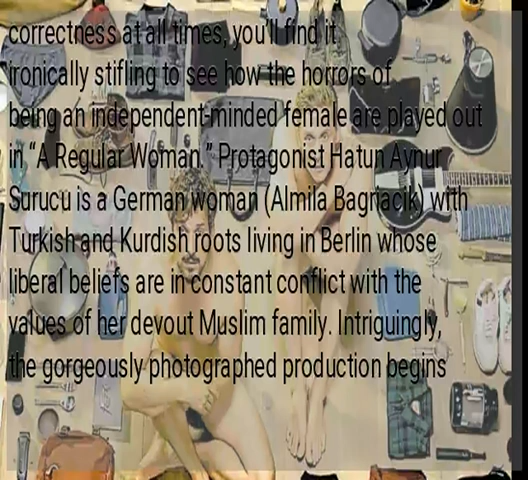 correctness at all times, you'll find it
ironically stifling to see how the horrors of
being an independent-minded female are played out
in “A Regular Woman.” Protagonist Hatun Aynur
Surucu is a German woman (Almila Bagriacik) with
Turkish and Kurdish roots living in Berlin whose
liberal beliefs are in constant conflict with the
values of her devout Muslim family. Intriguingly,
the gorgeously photographed production begins